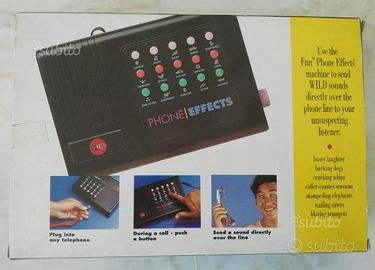 subito
PHONE EFFECTS
Plug into
any telephone
During a call - push
a button
Send a sound directly
over the line
Use the
Fun Phone Effects
machine to send
WILD sounds
directly over the
phone line to your
unsuspecting
listener.
barking dogs
cracking whips
roller-coaster screams
stampeding elephants
wailing sirens
blaring trumpets
subito
subito